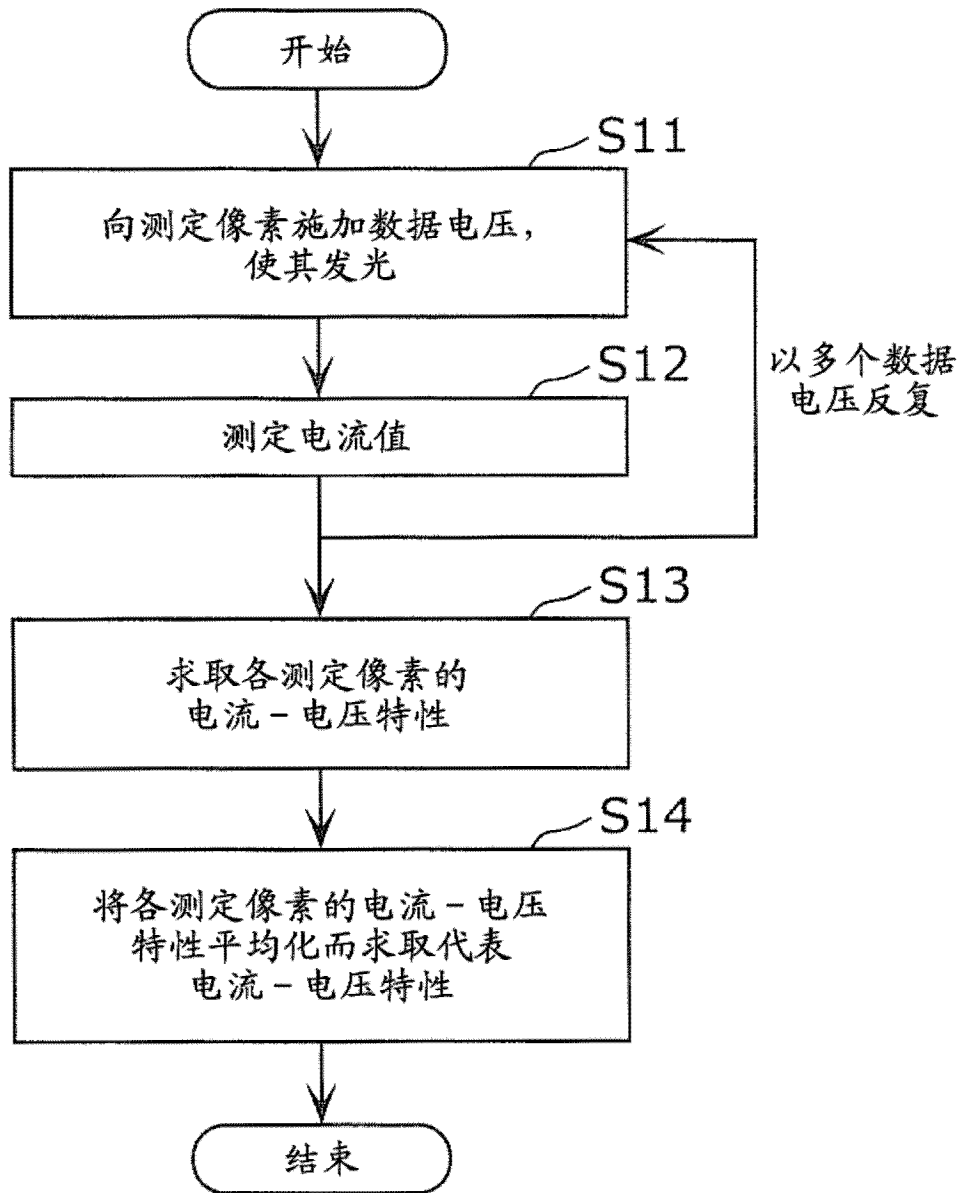 开始
S11
向测定像素施加数据电压，
使其发光
S12
以多个数据
电压反复
测定电流值
S13
求取各测定像素的
电流－电压特性
S14
将各测定像素的电流－电压
特性平均化而求取代表
电流－电压特性
结束